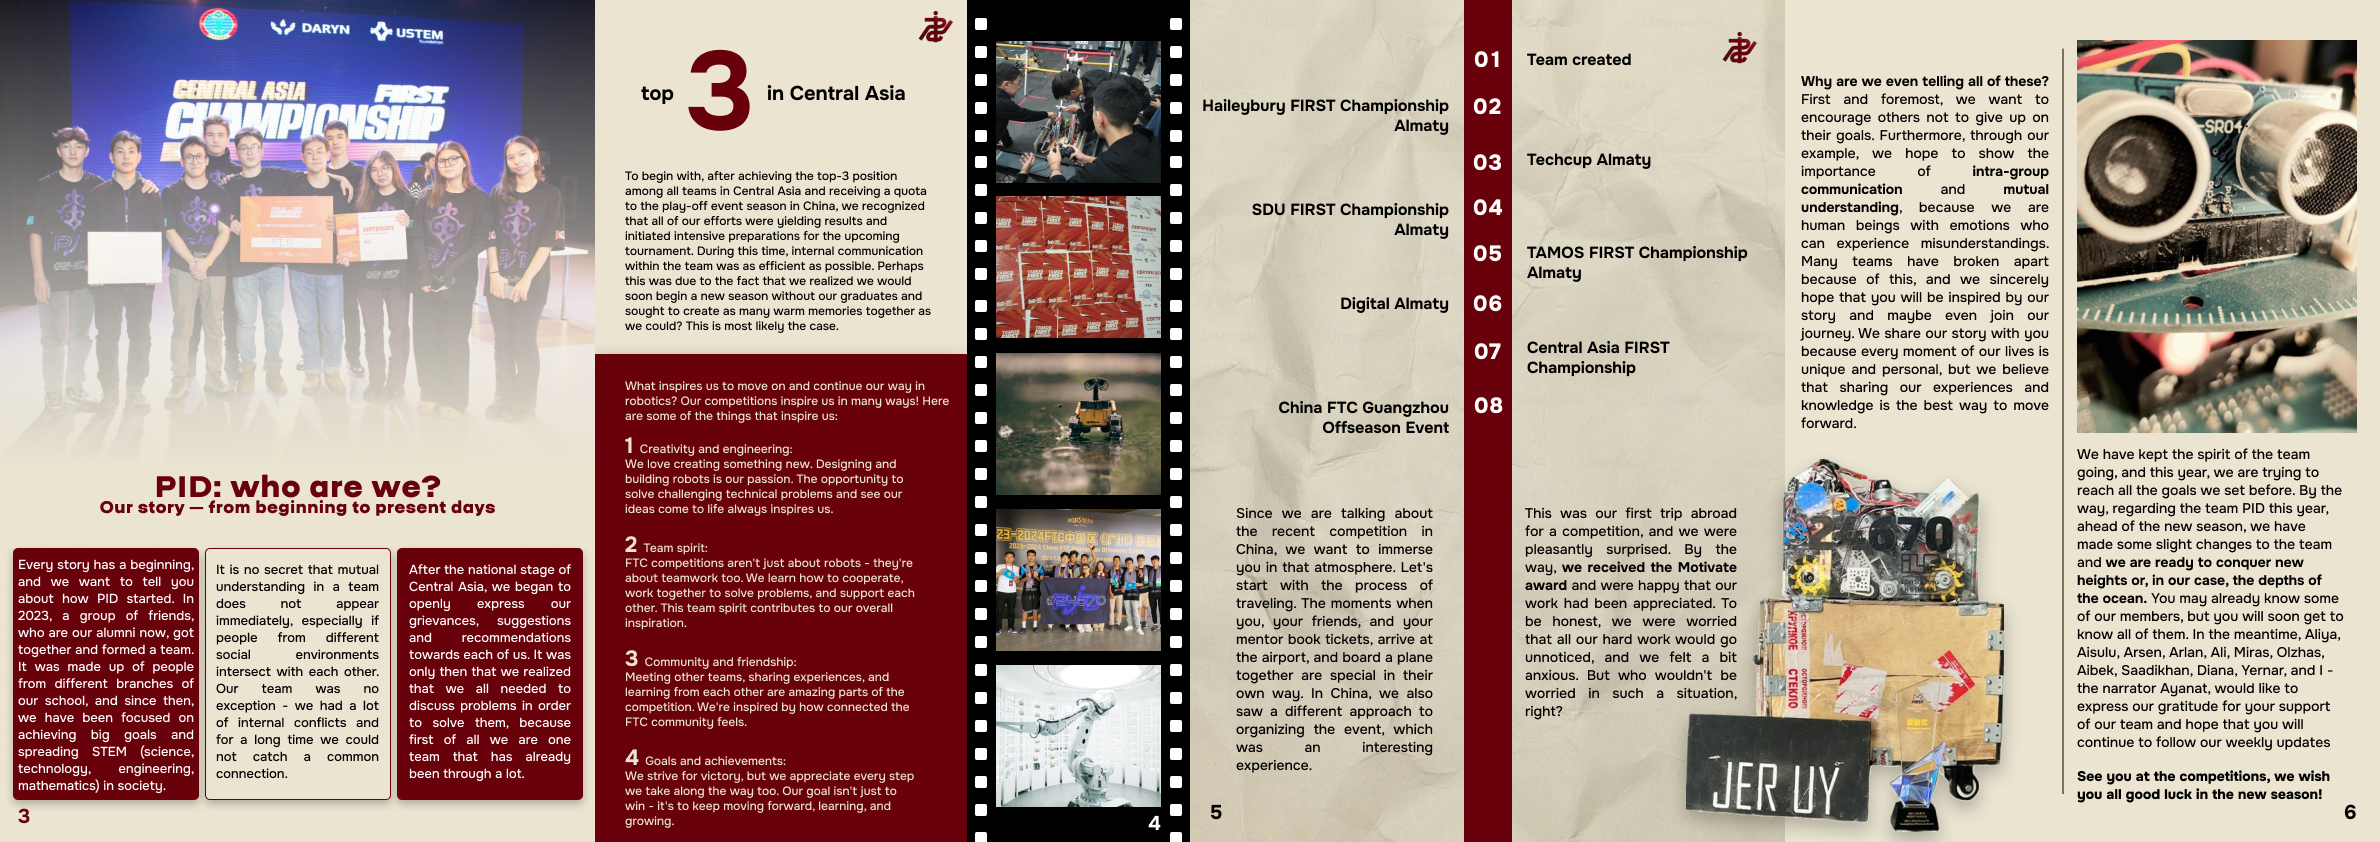 DARYN
USTEM
Foundation
CENTRAL ASIA FIRST
CHAMPIONSHIP
PID: who are we?
Our story — from beginning to present days
Every story has a beginning,
and we want to tell you
about how PID started. In
2023, a group of friends,
who are our alumni now, got
together and formed a team.
It was made up of people
from different branches of
our school, and since then,
we have been focused on
achieving big goals and
spreading STEM (science,
technology, engineering,
mathematics) in society.
It is no secret that mutual
understanding in a team
does not appear
immediately, especially if
people from different
social environments
intersect with each other.
Our team was no
exception - we had a lot
of internal conflicts and
for a long time we could
not catch a common
connection.
After the national stage of
Central Asia, we began to
openly express our
grievances, suggestions
and recommendations
towards each of us. It was
only then that we realized
that we all needed to
discuss problems in order
to solve them, because
first of all we are one
team that has already
been through a lot.
3
top 3 in Central Asia
To begin with, after achieving the top-3 position
among all teams in Central Asia and receiving a quota
to the play-off event season in China, we recognized
that all of our efforts were yielding results and
initiated intensive preparations for the upcoming
tournament. During this time, internal communication
within the team was as efficient as possible. Perhaps
this was due to the fact that we realized we would
soon begin a new season without our graduates and
sought to create as many warm memories together as
we could? This is most likely the case.
What inspires us to move on and continue our way in
robotics? Our competitions inspire us in many ways! Here
are some of the things that inspire us:
1 Creativity and engineering:
We love creating something new. Designing and
building robots is our passion. The opportunity to
solve challenging technical problems and see our
ideas come to life always inspires us.
2 Team spirit:
FTC competitions aren't just about robots - they're
about teamwork too. We learn how to cooperate,
work together to solve problems, and support each
other. This team spirit contributes to our overall
inspiration.
3 Community and friendship:
Meeting other teams, sharing experiences, and
learning from each other are amazing parts of the
competition. We're inspired by how connected the
FTC community feels.
4 Goals and achievements:
We strive for victory, but we appreciate every step
we take along the way too. Our goal isn't just to
win - it's to keep moving forward, learning, and
growing.
4
01 Team created
Haileybury FIRST Championship
Almaty
02
03 Techcup Almaty
SDU FIRST Championship
Almaty
04
05 TAMOS FIRST Championship
Almaty
Digital Almaty 06
07 Central Asia FIRST
Championship
China FTC Guangzhou
Offseason Event
08
Since we are talking about
the recent competition in
China, we want to immerse
you in that atmosphere. Let's
start with the process of
traveling. The moments when
you, your friends, and your
mentor book tickets, arrive at
the airport, and board a plane
together are special in their
own way. In China, we also
saw a different approach to
organizing the event, which
was an interesting
experience.
5
This was our first trip abroad
for a competition, and we were
pleasantly surprised. By the
way, we received the Motivate
award and were happy that our
work had been appreciated. To
be honest, we were worried
that all our hard work would go
unnoticed, and we felt a bit
anxious. But who wouldn't be
worried in such a situation,
right?
JER UY
СТЕКЛО
Why are we even telling all of these?
First and foremost, we want to
encourage others not to give up on
their goals. Furthermore, through our
example, we hope to show the
importance of intra-group
communication and mutual
understanding, because we are
human beings with emotions who
can experience misunderstandings.
Many teams have broken apart
because of this, and we sincerely
hope that you will be inspired by our
story and maybe even join our
journey. We share our story with you
because every moment of our lives is
unique and personal, but we believe
that sharing our experiences and
knowledge is the best way to move
forward.
-SR04
We have kept the spirit of the team
going, and this year, we are trying to
reach all the goals we set before. By the
way, regarding the team PID this year,
ahead of the new season, we have
made some slight changes to the team
and we are ready to conquer new
heights or, in our case, the depths of
the ocean. You may already know some
of our members, but you will soon get to
know all of them. In the meantime, Aliya,
Aisulu, Arsen, Arlan, Ali, Miras, Olzhas,
Aibek, Saadikhan, Diana, Yernar, and I -
the narrator Ayanat, would like to
express our gratitude for your support
of our team and hope that you will
continue to follow our weekly updates
See you at the competitions, we wish
you all good luck in the new season!
6